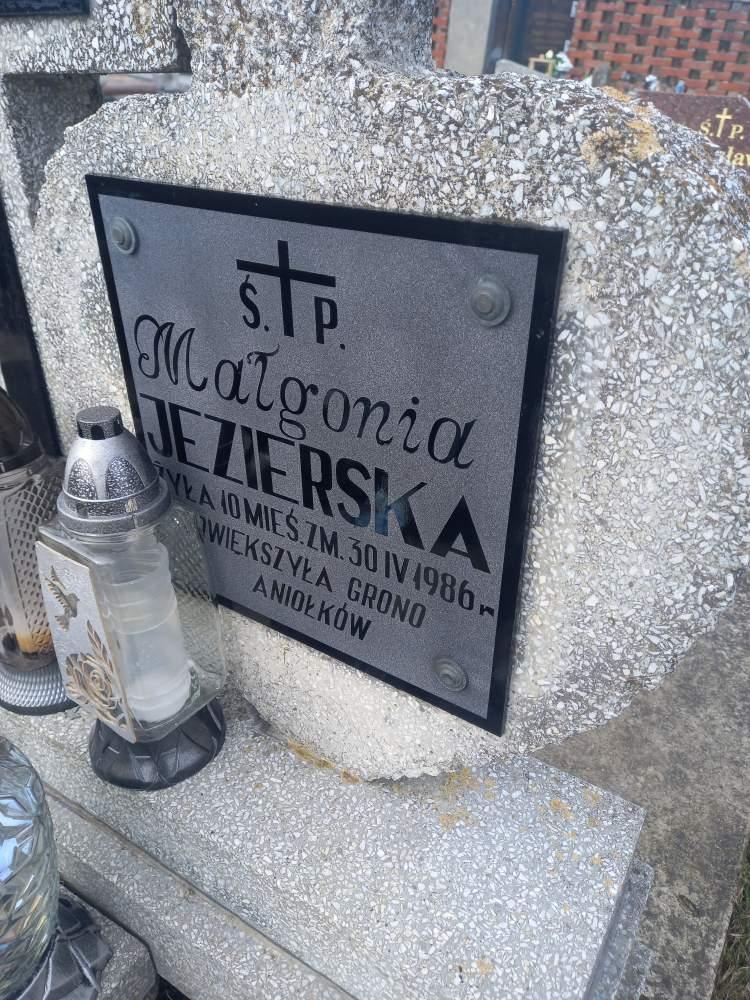 Ś. P.
Małgonia
JEZIERSKA
ŻYŁA 10 MIEŚ. ZM. 30 IV 1986 r
POWIĘKSZYŁA GRONO
ANIOŁKÓW
Ś. P.